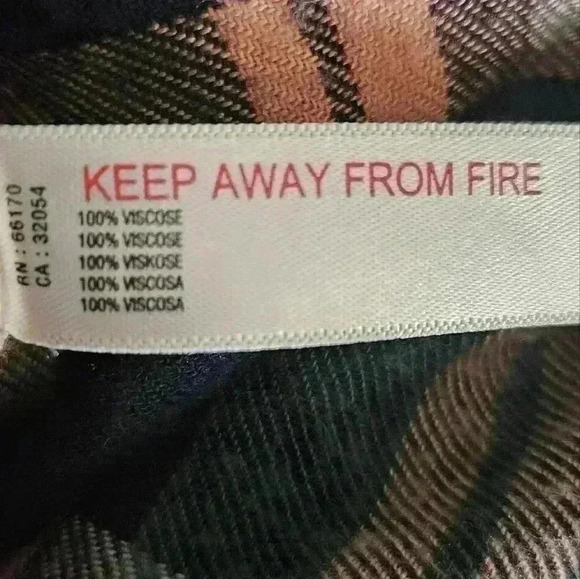 KEEP AWAY FROM FIRE
100% VISCOSE
100% VISCOSE
100% VISKOSE
100% VISCOSA
100% VISCOSA
RN : 66170
CA : 32054